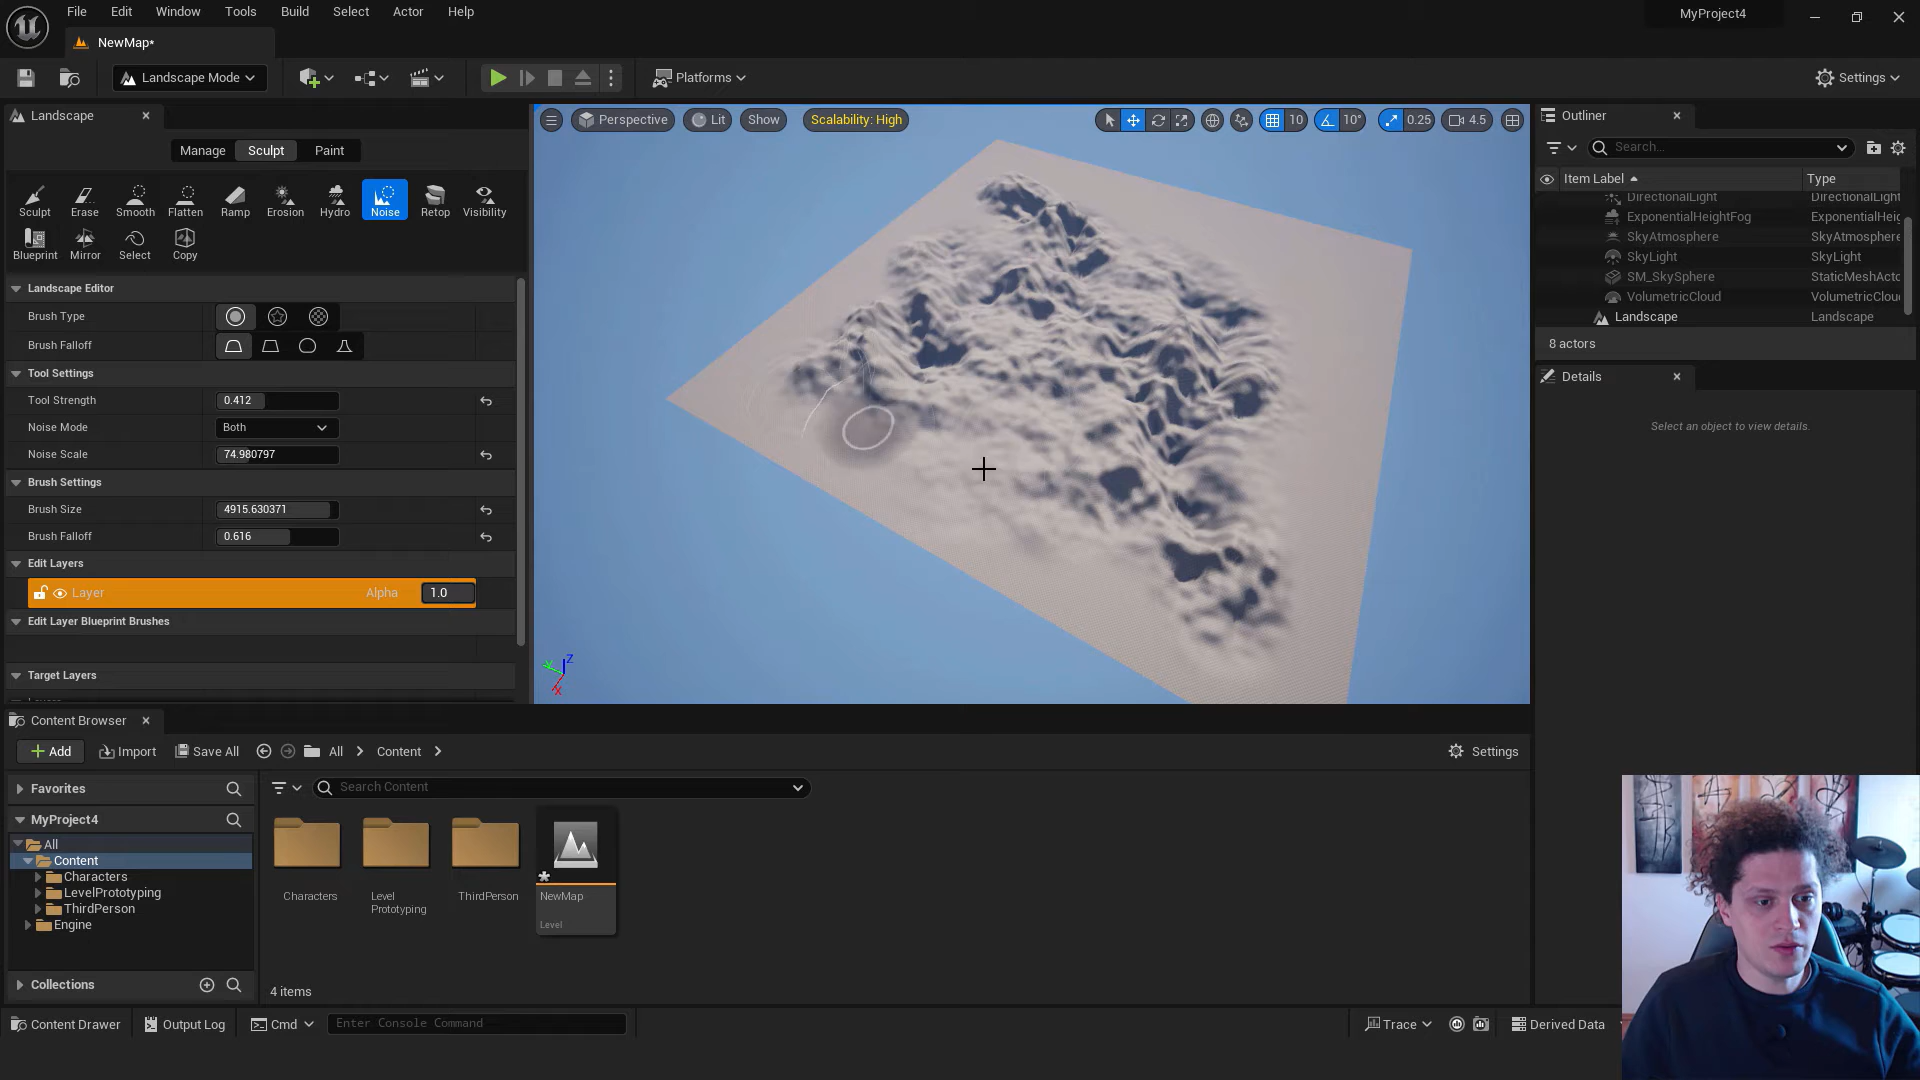 File Edit Window Tools Build Select Actor Help
MyProject4
NewMap*
Landscape Mode
Platforms
Settings
Landscape
Manage Sculpt Paint
Sculpt Erase Smooth Flatten Ramp Erosion Hydro Noise Retop Visibility
Blueprint Mirror Select Copy
Landscape Editor
Brush Type
Brush Falloff
Tool Settings
Tool Strength 0.412
Noise Mode Both
Noise Scale 74.980797
Brush Settings
Brush Size 4915.630371
Brush Falloff 0.616
Edit Layers
Layer Alpha 1.0
Edit Layer Blueprint Brushes
Target Layers
Perspective Lit Show Scalability: High
10 10° 0.25 4.5
Z
X
Outliner
Search...
Item Label Type
DirectionalLight DirectionalLight
ExponentialHeightFog ExponentialHeig
SkyAtmosphere SkyAtmosphere
SkyLight SkyLight
SM_SkySphere StaticMeshActo
VolumetricCloud VolumetricClou
Landscape Landscape
8 actors
Details
Select an object to view details.
Content Browser
Add Import Save All All Content
Settings
Favorites
MyProject4
All
Content
Characters
LevelPrototyping
ThirdPerson
Engine
Collections
Search Content
Characters
Level
Prototyping
ThirdPerson
NewMap
Level
4 items
Content Drawer Output Log Cmd Enter Console Command
Trace Derived Data